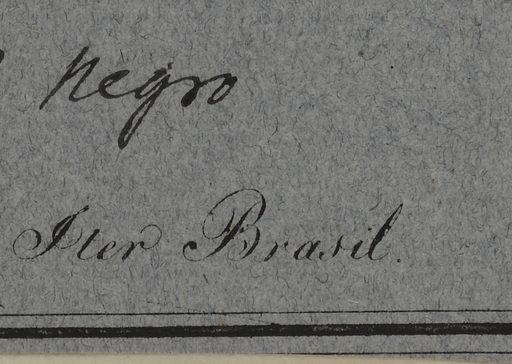 negro
Iter Brasil.